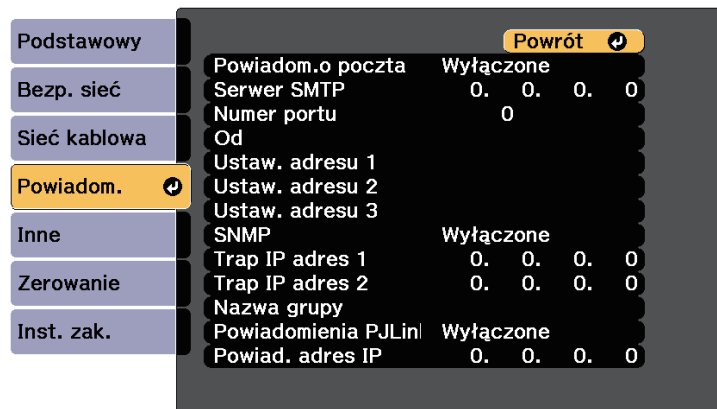 Podstawowy
Bezp. sieć
Sieć kablowa
Powiadom.
Inne
Zerowanie
Inst. zak.
Powrót
Powiadom.o poczta Wyłączone
Serwer SMTP 0. 0. 0. 0
Numer portu 0
Od
Ustaw. adresu 1
Ustaw. adresu 2
Ustaw. adresu 3
SNMP Wyłączone
Trap IP adres 1 0. 0. 0. 0
Trap IP adres 2 0. 0. 0. 0
Nazwa grupy
Powiadomienia PJLin Wyłączone
Powiad. adres IP 0. 0. 0. 0